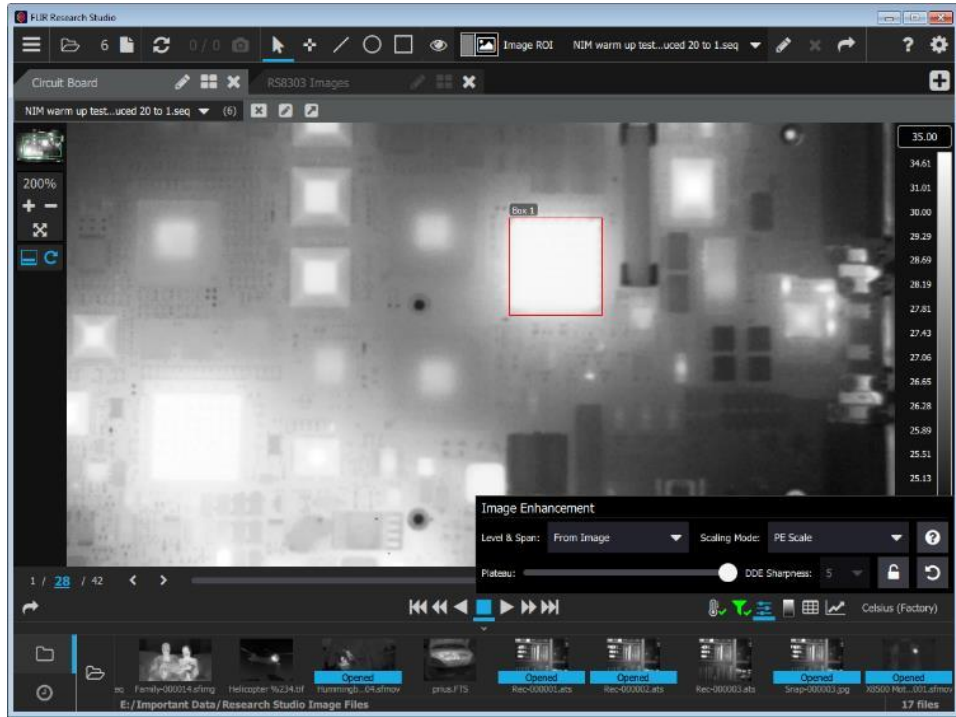 FLIR Research Studio
6
0 / 0
Image ROI
NIM warm up test...uced 20 to 1.seq
?
Circuit Board
RS8303 Images
NIM warm up test...uced 20 to 1.seq
(6)
200%
Box 1
35.00
34.61
31.01
30.00
29.29
28.69
28.19
27.81
27.43
27.06
26.65
26.28
25.89
25.51
25.13
Image Enhancement
Level & Span: From Image
Scaling Mode: PE Scale
?
Plateau:
DDE Sharpness: 5
1 / 28 / 42
Celsius (Factory)
Opened
Opened
Opened
Opened
Opened
Family-000014.sfimg
Helicopter %234.tif
Hummingb...04.sfmov
prius.FTS
Rec-000001.ats
Rec-000002.ats
Rec-000003.ats
Snap-000003.jpg
X8500 Mot...001.sfmov
E:/Important Data/Research Studio Image Files
17 files